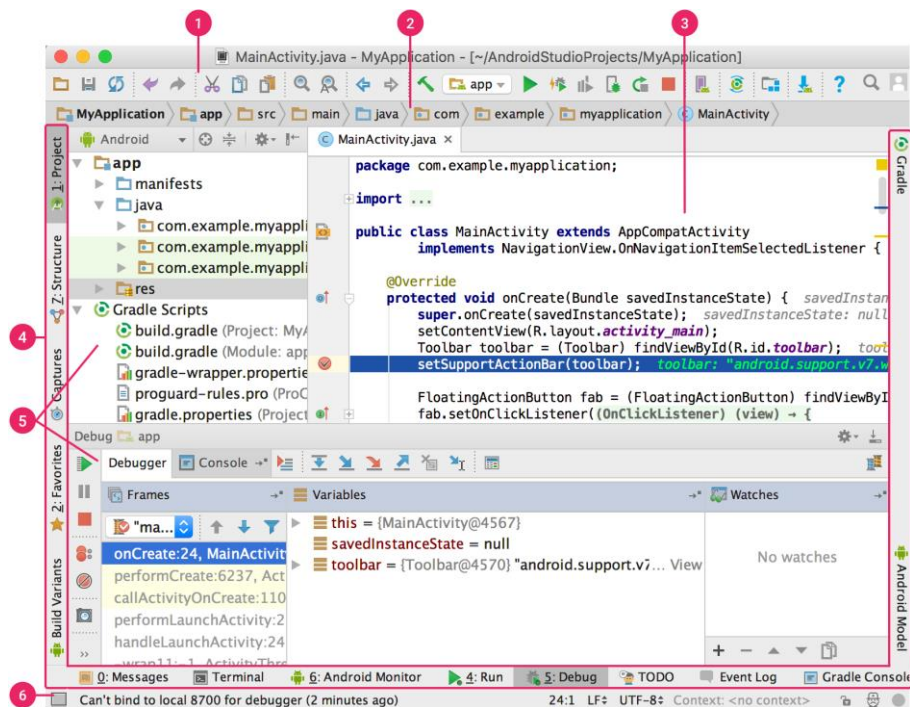 1
2
3
MainActivity.java - MyApplication - [~/AndroidStudioProjects/MyApplication]
app
MyApplication app src main java com example myapplication MainActivity
1: Project
Z: Structure
Captures
2: Favorites
Build Variants
4
5
Android
app
manifests
java
com.example.myappli
com.example.myappli
com.example.myappli
res
Gradle Scripts
build.gradle (Project: MyA
build.gradle (Module: app
gradle-wrapper.propertie
proguard-rules.pro (ProC
gradle.properties (Project
MainActivity.java
package com.example.myapplication;
import ...
public class MainActivity extends AppCompatActivity
implements NavigationView.OnNavigationItemSelectedListener {
@Override
protected void onCreate(Bundle savedInstanceState) { savedInstan
super.onCreate(savedInstanceState); savedInstanceState: null
setContentView(R.layout.activity_main);
Toolbar toolbar = (Toolbar) findViewById(R.id.toolbar); too
setSupportActionBar(toolbar); toolbar: "android.support.v7.w
FloatingActionButton fab = (FloatingActionButton) findViewByI
fab.setOnClickListener((OnClickListener) (view) → {
Gradle
Android Model
Debug app
Debugger Console
Frames Variables Watches
"ma...
onCreate:24, MainActivit
performCreate:6237, Act
callActivityOnCreate:110
performLaunchActivity:2
handleLaunchActivity:24
-wrap11:-1, ActivityThre
this = {MainActivity@4567}
savedInstanceState = null
toolbar = {Toolbar@4570} "android.support.v7... View
No watches
0: Messages Terminal 6: Android Monitor 4: Run 5: Debug TODO Event Log Gradle Console
6
Can't bind to local 8700 for debugger (2 minutes ago) 24:1 LF UTF-8 Context: <no context>